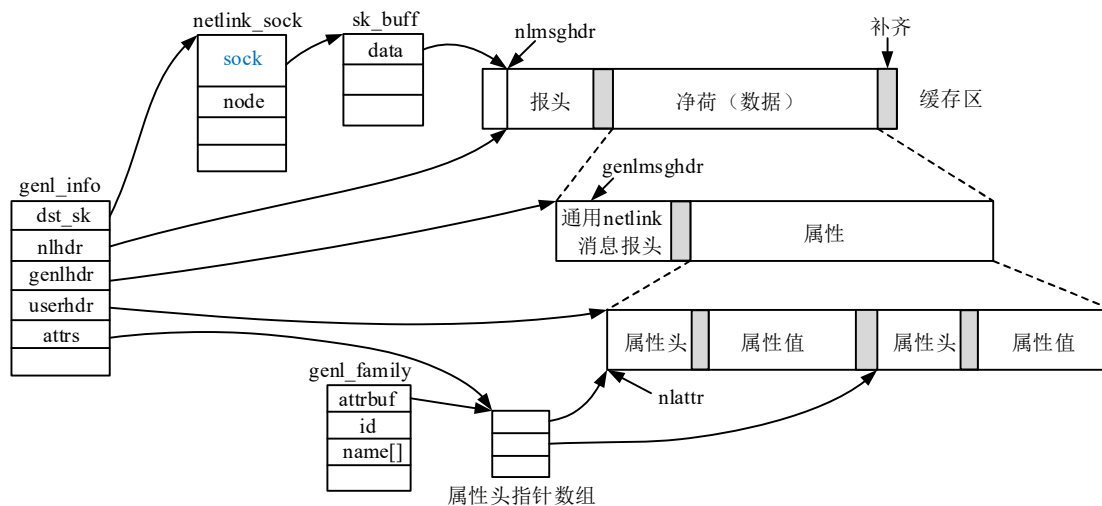 netlink_sock
sk_buff
补齐
sock
node
data
nlmsghdr
报头
净荷（数据）
缓存区
genl_info
dst_sk
nlhdr
genlhdr
userhdr
attrs
genlmsghdr
通用netlink
消息报头
属性
属性头
属性值
属性头
属性值
genl_family
attrbuf
id
name[]
nlattr
属性头指针数组